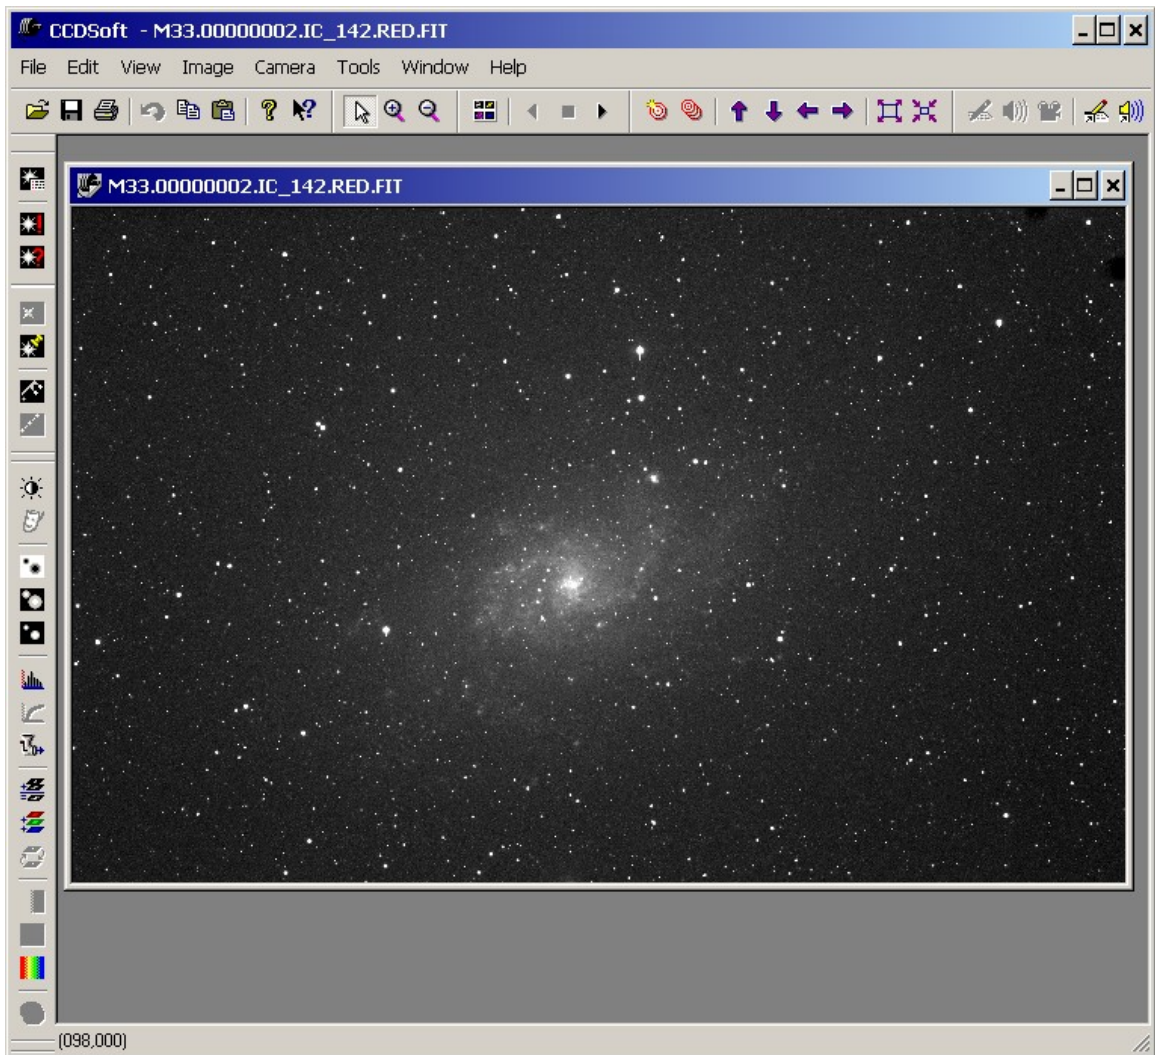 CCDSoft - M33.00000002.IC_142.RED.FIT
File Edit View Image Camera Tools Window Help
M33.00000002.IC_142.RED.FIT
(098,000)